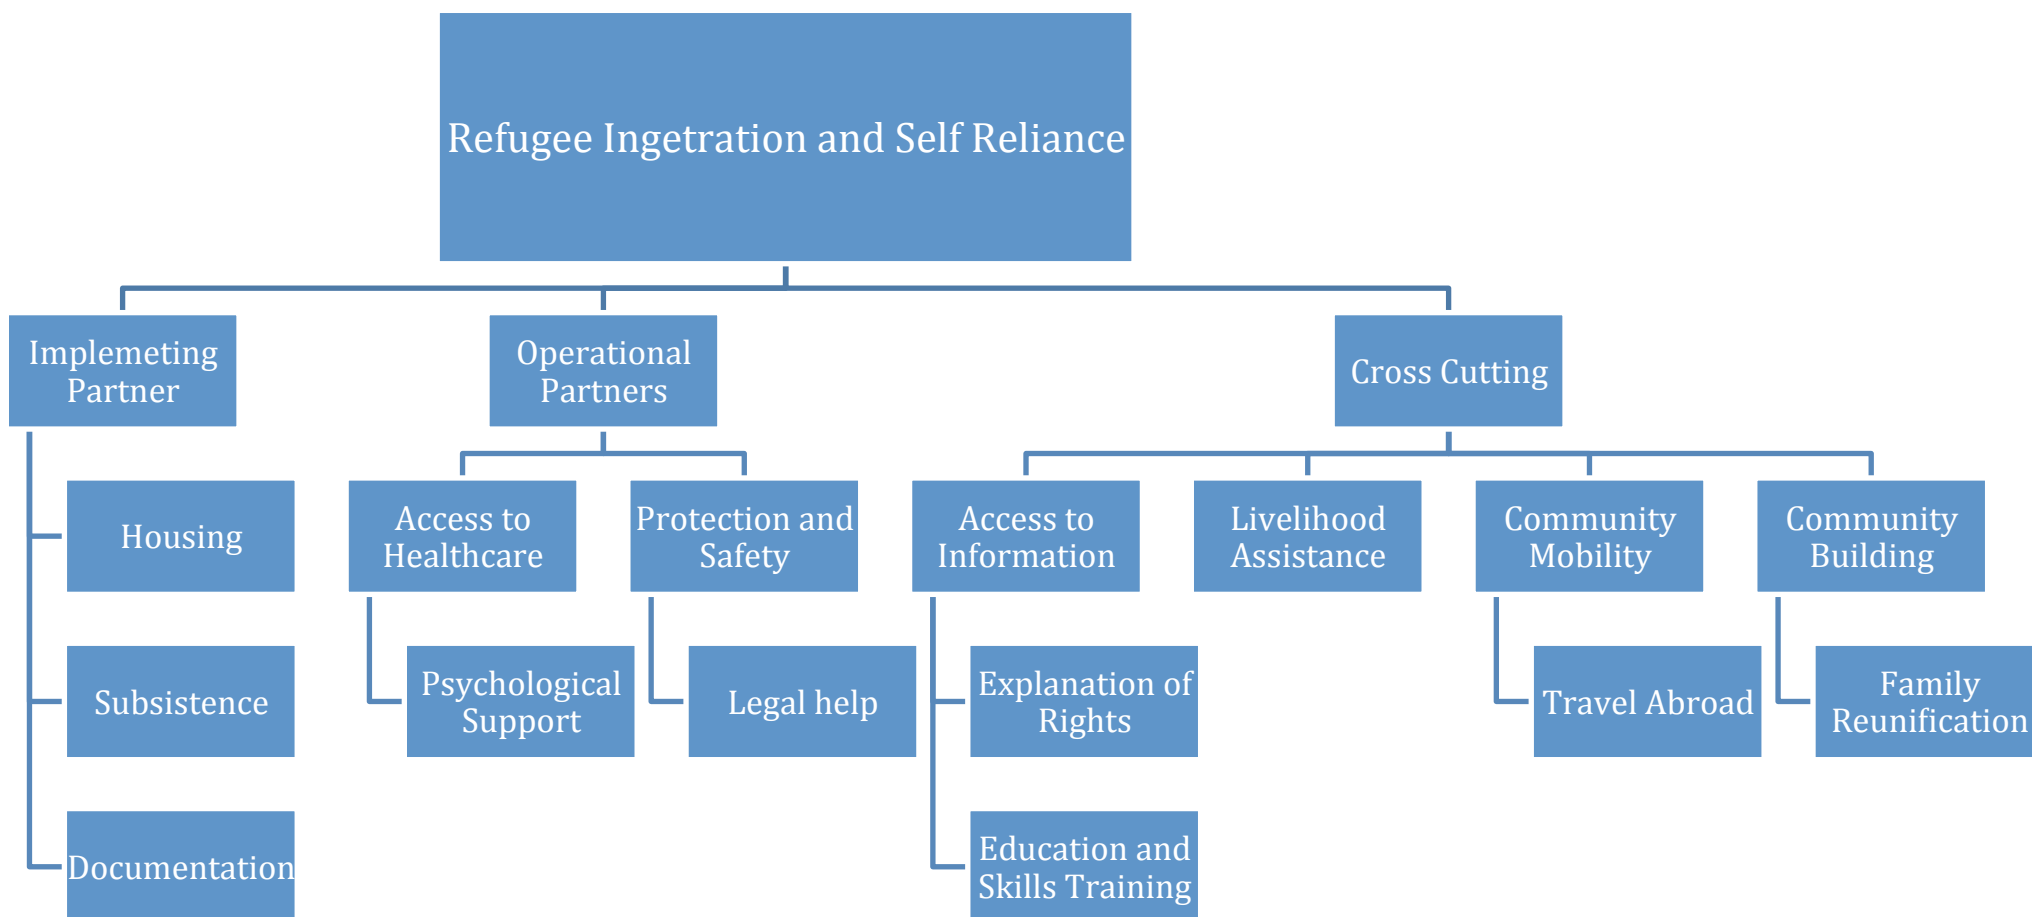 Refugee Ingetration and Self Reliance
Implemeting
Partner
Operational
Partners
Cross Cutting
Housing
Access to
Healthcare
Protection and
Safety
Access to
Information
Livelihood
Assistance
Community
Mobility
Community
Building
Subsistence
Psychological
Support
Legal help
Explanation of
Rights
Travel Abroad
Family
Reunification
Documentation
Education and
Skills Training